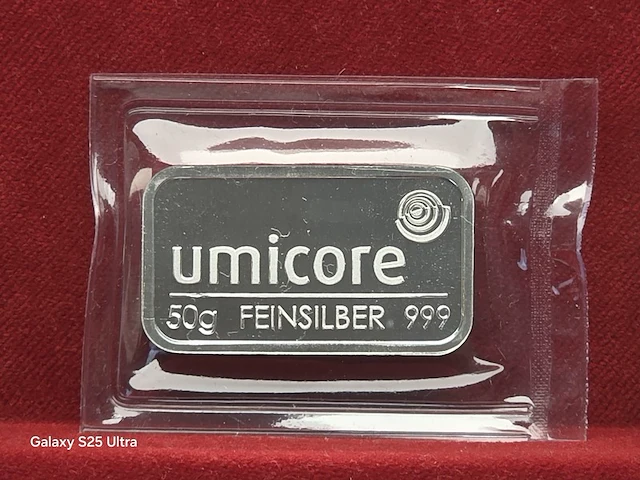 umicore
50g FEINSILBER 999
Galaxy S25 Ultra